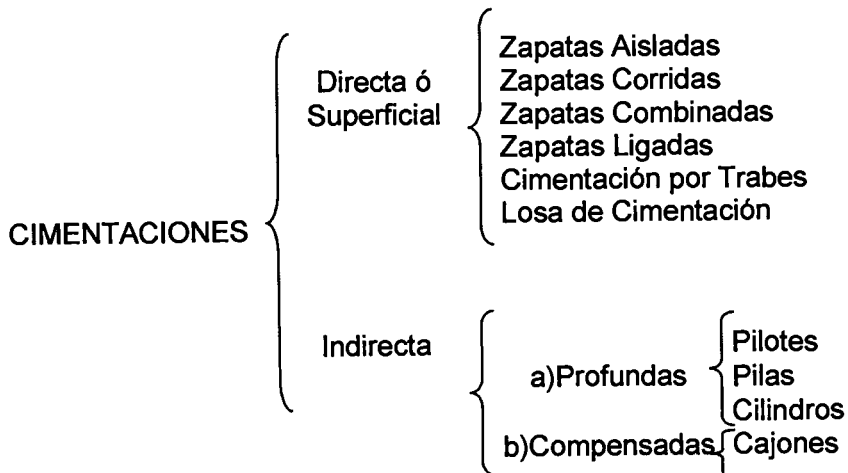 CIMENTACIONES
Directa ó
Superficial
Zapatas Aisladas
Zapatas Corridas
Zapatas Combinadas
Zapatas Ligadas
Cimentación por Trabes
Losa de Cimentación
Indirecta
a)Profundas
Pilotes
Pilas
Cilindros
b)Compensadas
Cajones